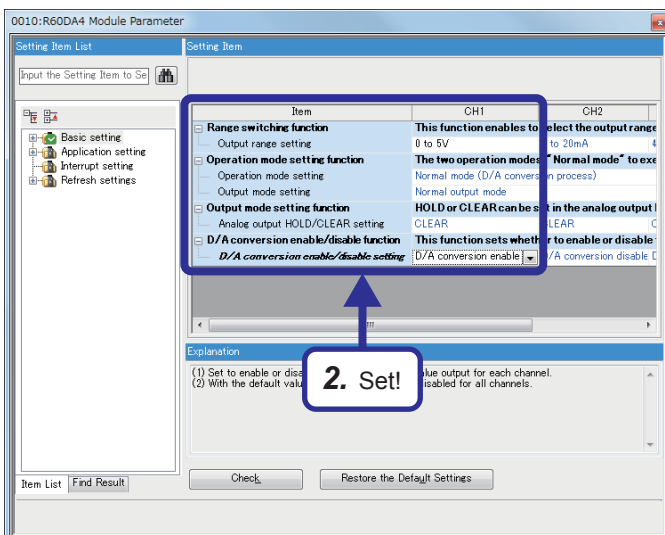 0010:R60DA4 Module Parameter
Setting Item List
Setting Item
Input the Setting Item to Se
Item CH1 CH2
Range switching function This function enables to select the output range
Output range setting 0 to 5V to 20mA 4
Operation mode setting function The two operation modes "Normal mode" to exe
Operation mode setting Normal mode (D/A conversion process)
Output mode setting Normal output mode
Output mode setting function HOLD or CLEAR can be set in the analog output
Analog output HOLD/CLEAR setting CLEAR CLEAR C
D/A conversion enable/disable function This function sets whether to enable or disable
D/A conversion enable/disable setting D/A conversion enable D/A conversion disable D
Basic setting
Application setting
Interrupt setting
Refresh settings
2. Set!
Explanation
(1) Set to enable or disa lue output for each channel.
(2) With the default valu isabled for all channels.
Item List Find Result
Check Restore the Default Settings